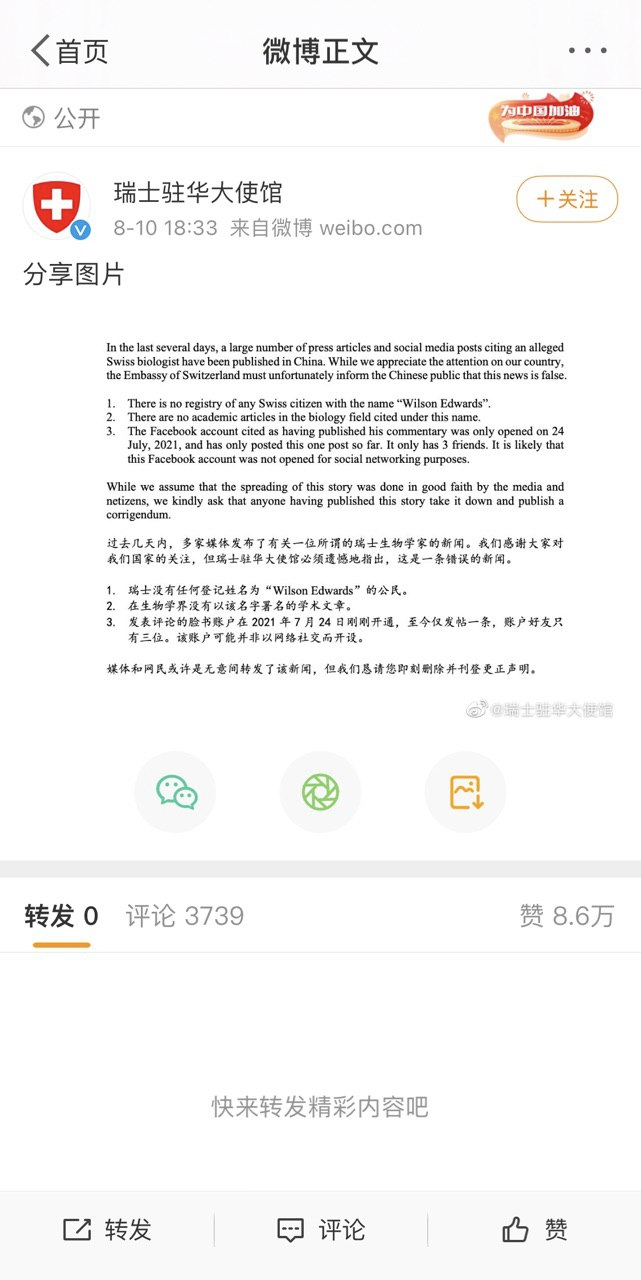 首页
微博正文
公开
为中国加油
瑞士驻华大使馆
+关注
8-10 18:33 来自微博 weibo.com
分享图片
In the last several days, a large number of press articles and social media posts citing an alleged
Swiss biologist have been published in China. While we appreciate the attention on our country,
the Embassy of Switzerland must unfortunately inform the Chinese public that this news is false.
1. There is no registry of any Swiss citizen with the name “Wilson Edwards”.
2. There are no academic articles in the biology field cited under this name.
3. The Facebook account cited as having published his commentary was only opened on 24
July, 2021, and has only posted this one post so far. It only has 3 friends. It is likely that
this Facebook account was not opened for social networking purposes.
While we assume that the spreading of this story was done in good faith by the media and
netizens, we kindly ask that anyone having published this story take it down and publish a
corrigendum.
过去几天内，多家媒体发布了有关一位所谓的瑞士生物学家的新闻。我们感谢大家对
我们国家的关注，但瑞士驻华大使馆必须遗憾地指出，这是一条错误的新闻。
1. 瑞士没有任何登记姓名为“Wilson Edwards”的公民。
2. 在生物学界没有以该名字署名的学术文章。
3. 发表评论的脸书账户在 2021 年 7 月 24 日刚刚开通，至今仅发帖一条，账户好友只
有三位。该账户可能并非以网络社交而开设。
媒体和网民或许是无意间转发了该新闻，但我们恳请您即刻删除并刊登更正声明。
@瑞士驻华大使馆
转发 0 评论 3739 赞 8.6万
快来转发精彩内容吧
转发 评论 赞